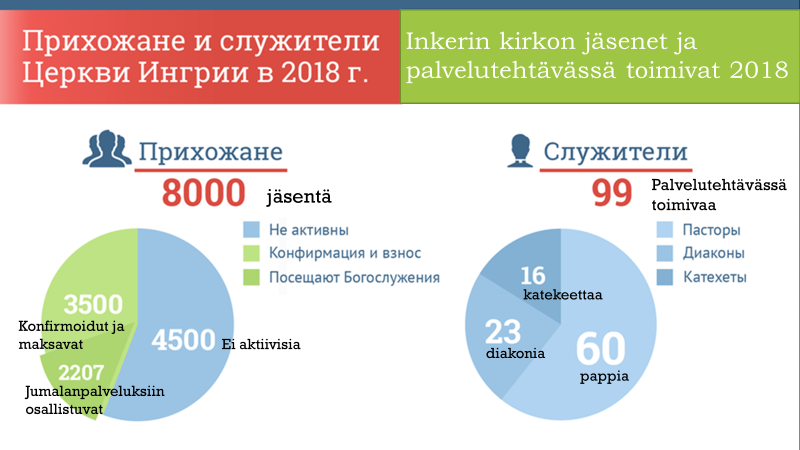 Прихожане и служители
Церкви Ингрии в 2018 г.
Inkerin kirkon jäsenet ja
palvelutehtävässä toimivat 2018
Прихожане
8000 jäsentä
Не активны
Конфирмация и взнос
Посещают Богослужения
3500
Konfirmoidut ja
maksavat
4500 Ei aktiivisia
2207
Jumalanpalveluksiin
osallistuvat
Служители
99
Palvelutehtävässä
toimivaa
Пасторы
Диаконы
Катехеты
16
katekeettaa
23
diakonia
60
pappia